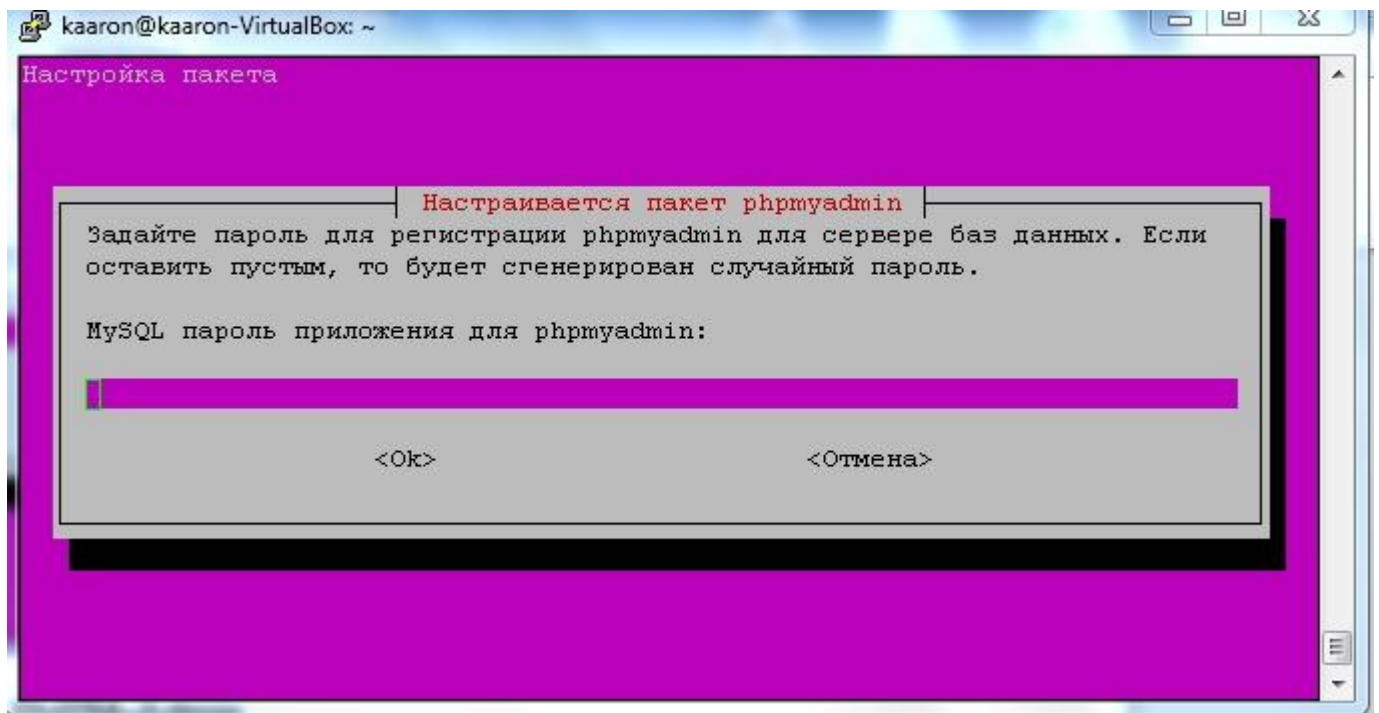 kaaron@kaaron-VirtualBox: ~
Настройка пакета
Настраивается пакет phpmyadmin
Задайте пароль для регистрации phpmyadmin для сервере баз данных. Если
оставить пустым, то будет сгенерирован случайный пароль.
MySQL пароль приложения для phpmyadmin:
<Ok> <Отмена>